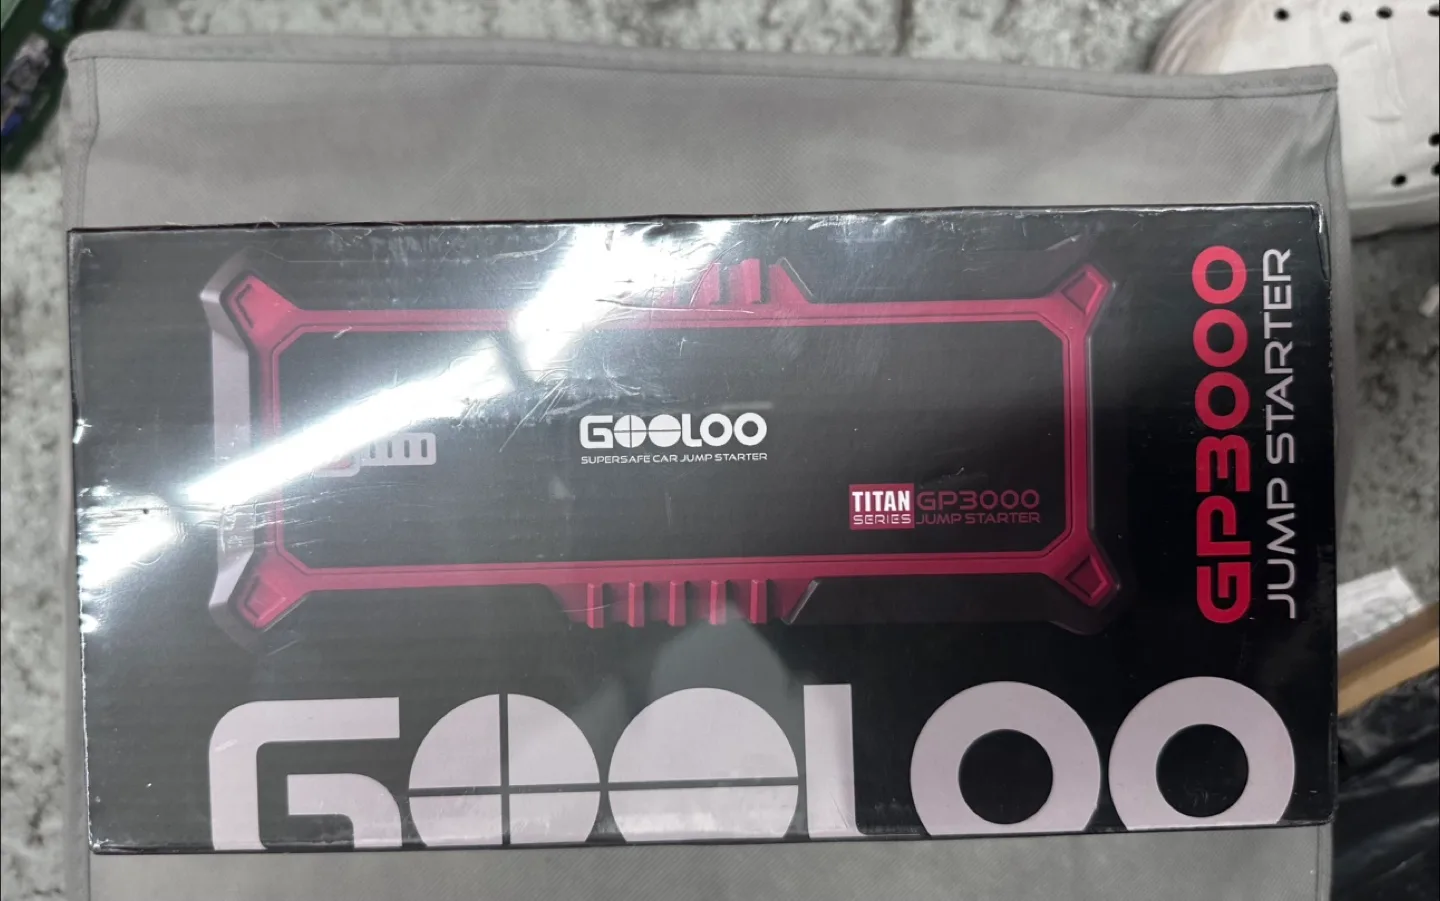 GOOLOO
SUPERSAFE CAR JUMP STARTER
TITAN SERIES
GP3000
JUMP STARTER
GP3000
JUMP STARTER
GOOLOO